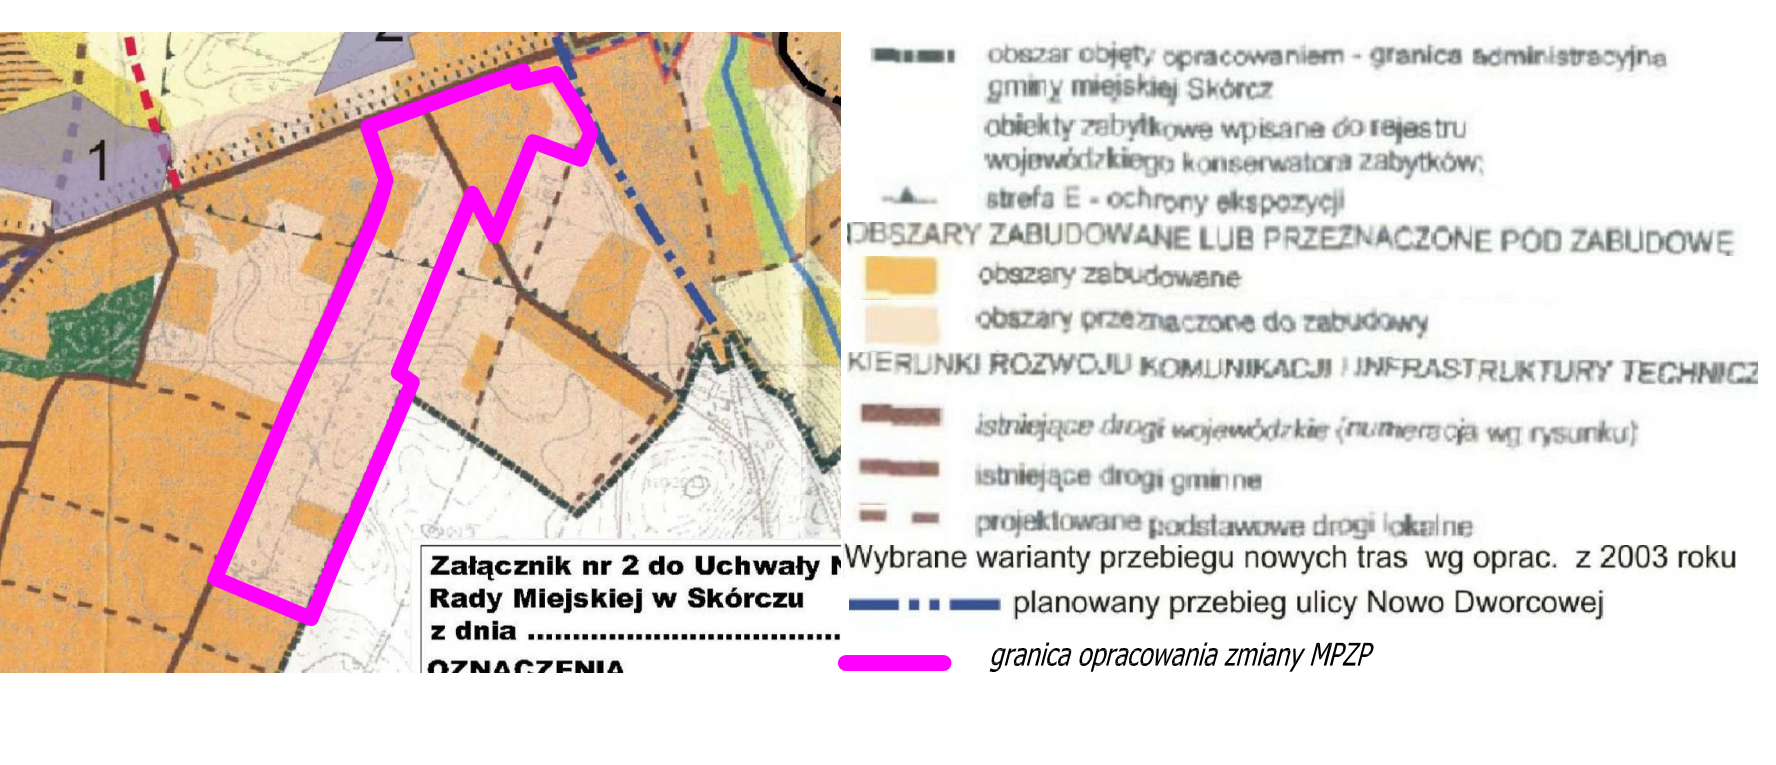 2
1
Załącznik nr 2 do Uchwały
Rady Miejskiej w Skórczu
z dnia
OZNACZENIA
obszar objęty opracowaniem - granica administracyjna
gminy miejskiej Skórcz
obiekty zabytkowe wpisane do rejestru
wojewódzkiego konserwatora zabytków;
strefa E - ochrony ekspozycji
OBSZARY ZABUDOWANE LUB PRZEZNACZONE POD ZABUDOWĘ
obszary zabudowane
obszary przeznaczone do zabudowy
KIERUNKI ROZWOJU KOMUNIKACJI I INFRASTRUKTURY TECHNICZ
istniejące drogi wojewódzkie (numeracja wg rysunku)
istniejące drogi gminne
projektowane podstawowe drogi lokalne
Wybrane warianty przebiegu nowych tras wg oprac. z 2003 roku
planowany przebieg ulicy Nowo Dworcowej
granica opracowania zmiany MPZP